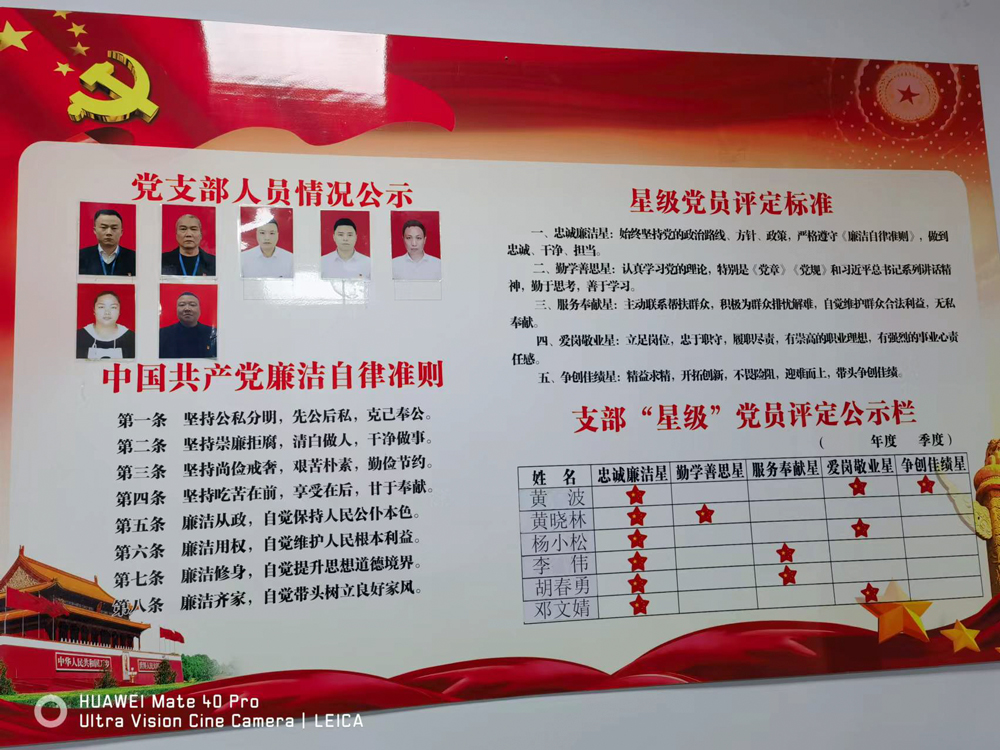 党支部人员情况公示
中国共产党廉洁自律准则
第一条 坚持公私分明，先公后私，克己奉公。
第二条 坚持崇廉拒腐，清白做人，干净做事。
第三条 坚持尚俭戒奢，艰苦朴素，勤俭节约。
第四条 坚持吃苦在前，享受在后，甘于奉献。
第五条 廉洁从政，自觉保持人民公仆本色。
第六条 廉洁用权，自觉维护人民根本利益。
第七条 廉洁修身，自觉提升思想道德境界。
第八条 廉洁齐家，自觉带头树立良好家风。
星级党员评定标准
一、忠诚廉洁星：始终坚持党的政治路线、方针、政策，严格遵守《廉洁自律准则》，做到
忠诚、干净、担当。
二、勤学善思星：认真学习党的理论，特别是《党章》《党规》和习近平总书记系列讲话精
神，勤于思考，善于学习。
三、服务奉献星：主动联系帮扶群众，积极为群众排忧解难，自觉维护群众合法利益，无私
奉献。
四、爱岗敬业星：立足岗位，忠于职守，履职尽责，有崇高的职业理想，有强烈的事业心责
任感。
五、争创佳绩星：精益求精，开拓创新，不畏险阻，迎难而上，带头争创佳绩。
支部“星级”党员评定公示栏
（ 年度 季度）
姓 名 忠诚廉洁星 勤学善思星 服务奉献星 爱岗敬业星 争创佳绩星
黄 波
黄晓林
杨小松
李 伟
胡春勇
邓文婧
中华人民共和国万岁
HUAWEI Mate 40 Pro
Ultra Vision Cine Camera | LEICA